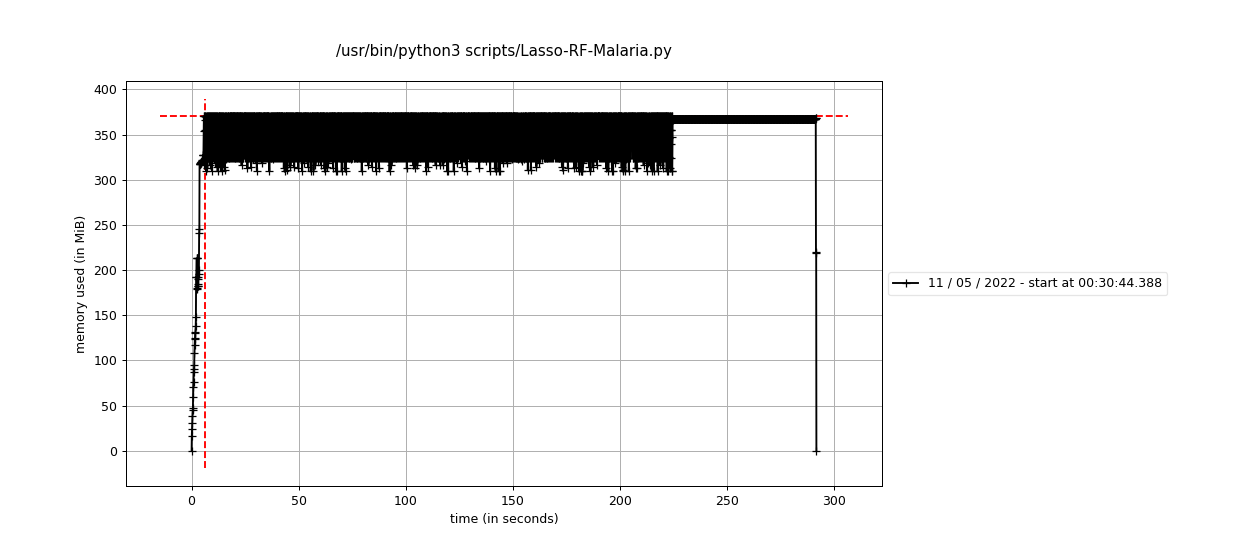 /usr/bin/python3 scripts/Lasso-RF-Malaria.py
400
350
300
250
200
150
100
50
0
memory used (in MiB)
0 50 100 150 200 250 300
time (in seconds)
11 / 05 / 2022 - start at 00:30:44.388